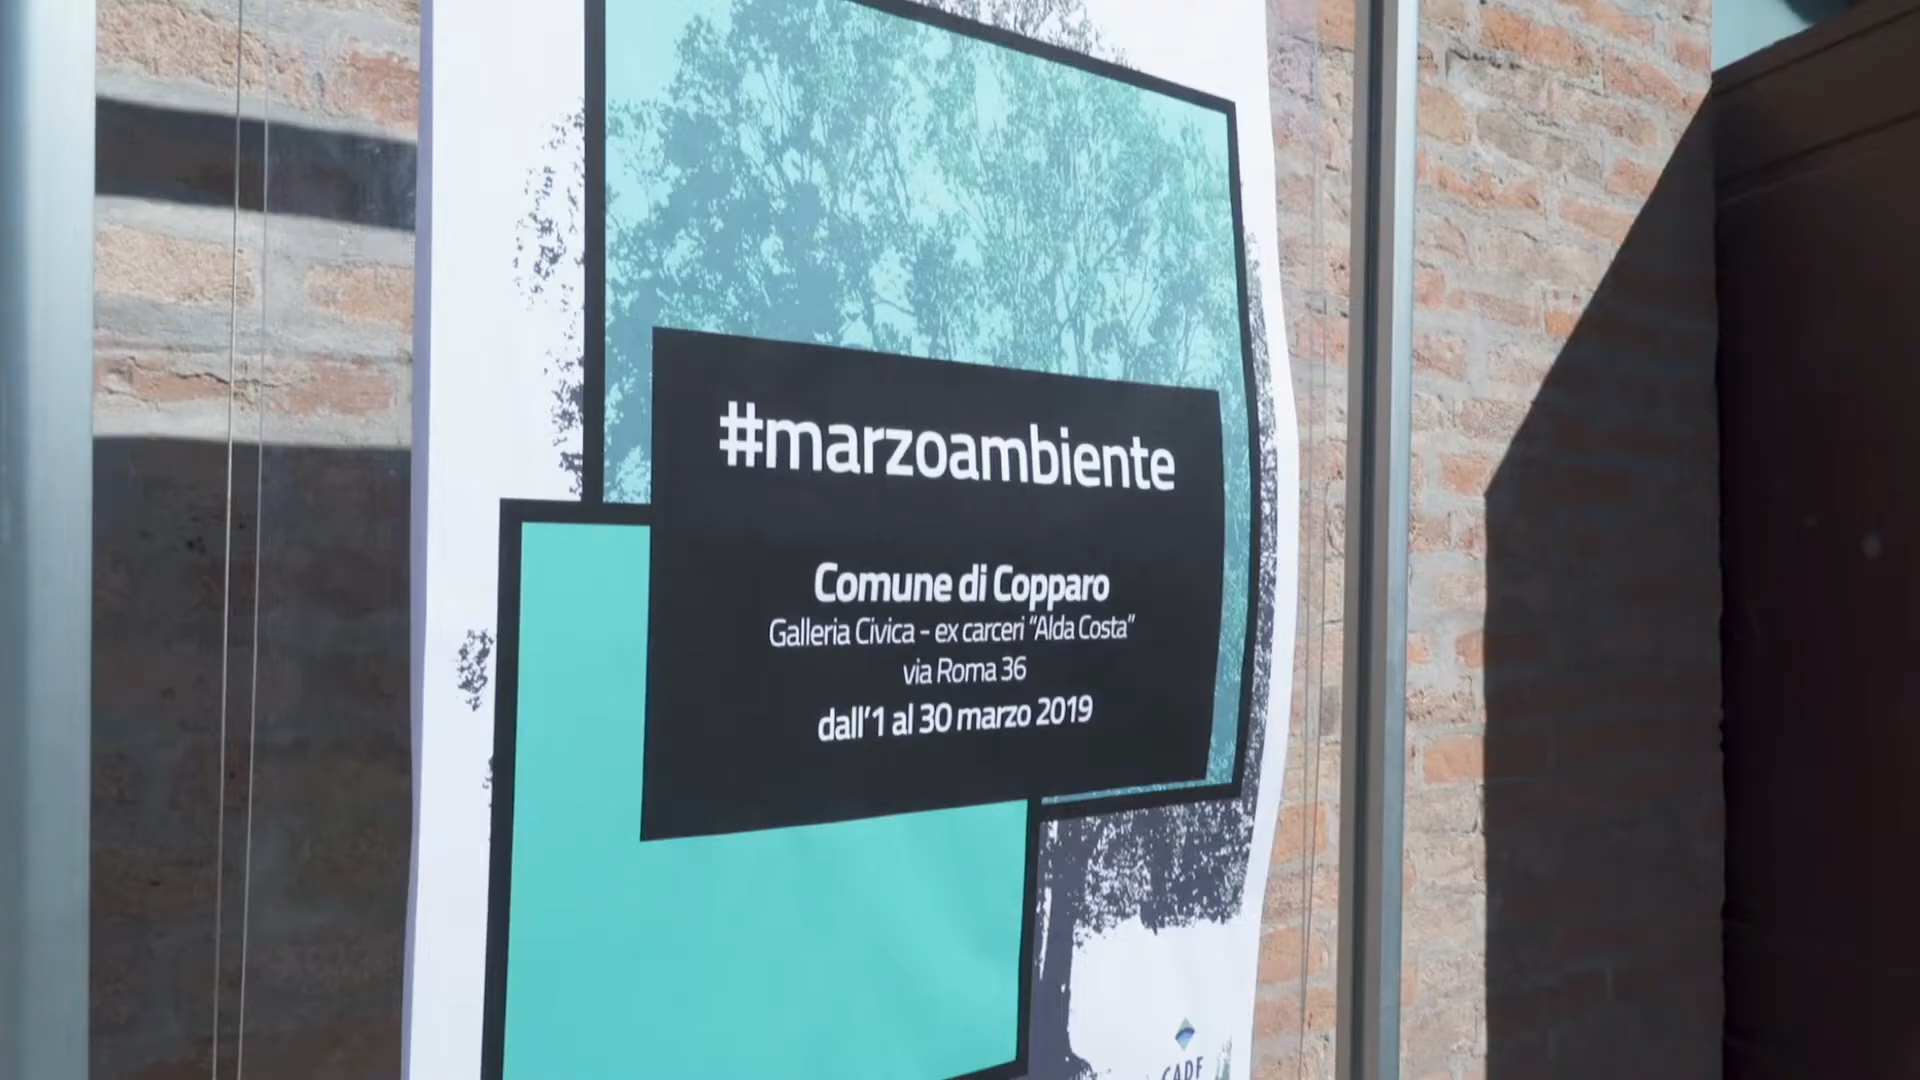 #marzoambiente
Comune di Copparo
Galleria Civica - ex carceri “Alda Costa”
via Roma 36
dall'1 al 30 marzo 2019
CADF